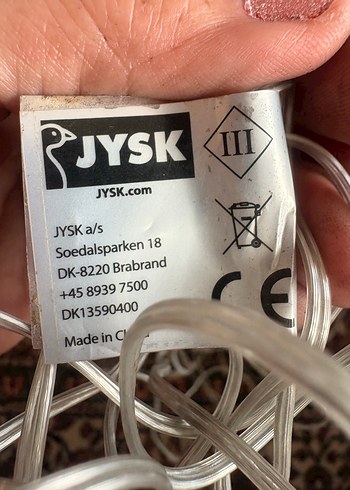 JYSK
III
JYSK.com
JYSK a/s
Soedalsparken 18
DK-8220 Brabrand
+45 8939 7500
DK13590400
CE
Made in